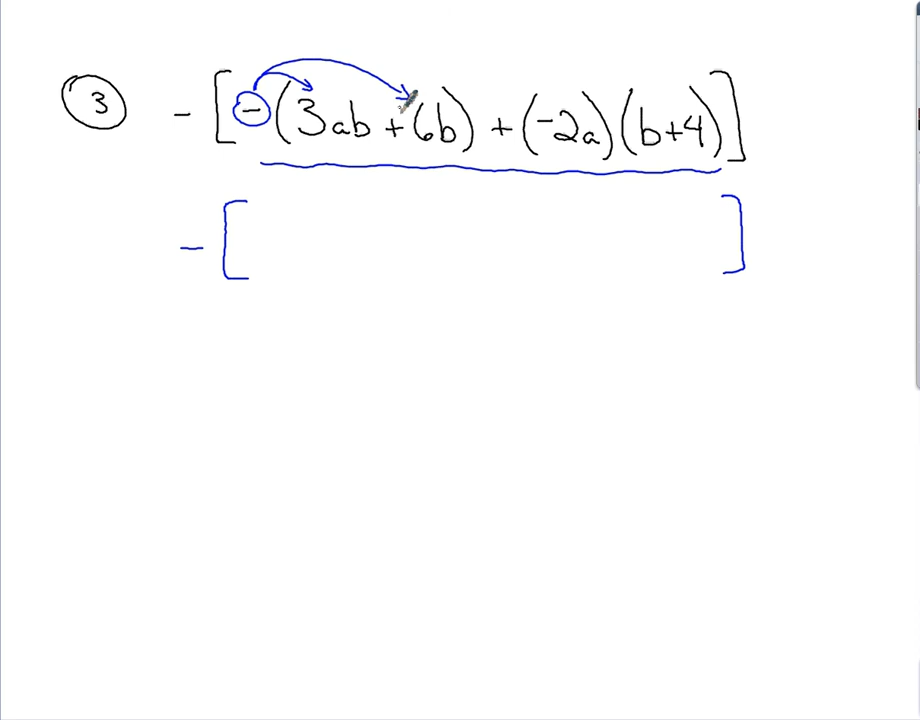 3 - [-(3ab + 6b) + (-2a)(b+4)]
- [ ]